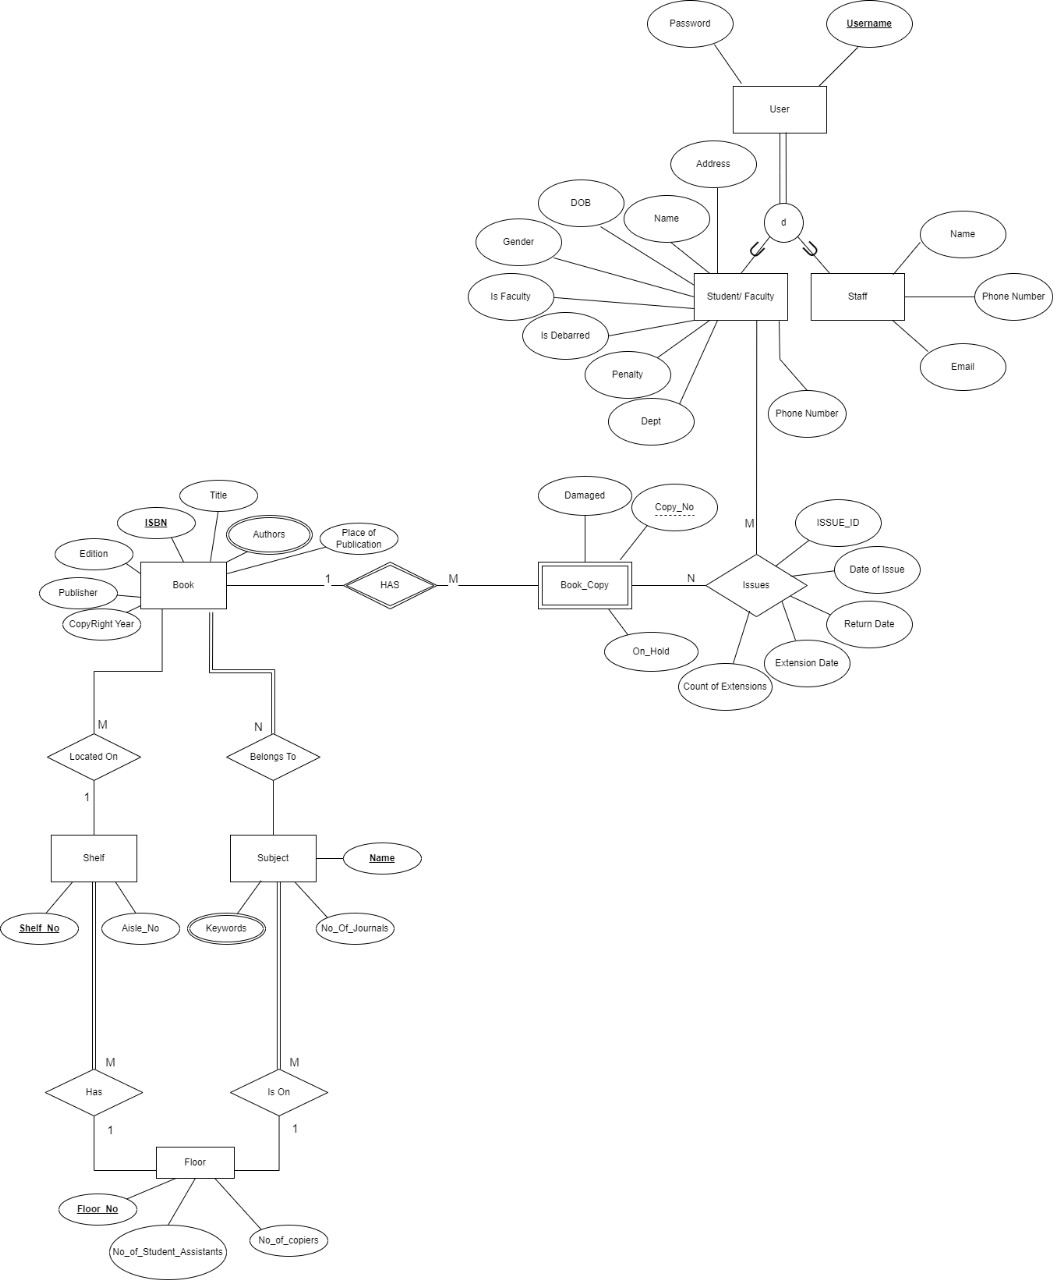 Password
Username
User
Address
d
DOB
Name
Name
Gender
Is Faculty
Student/ Faculty
Staff
Phone Number
Is Debarred
Penalty
Email
Dept
Phone Number
Title
Damaged
Copy_No
ISBN
Authors
Place of
Publication
M
ISSUE_ID
Edition
Date of Issue
Publisher
Book
1
HAS
M
Book_Copy
N
Issues
CopyRight Year
Return Date
On_Hold
Extension Date
Count of Extensions
M
N
Located On
Belongs To
1
Shelf
Subject
Name
Shelf_No
Aisle_No
Keywords
No_Of_Journals
M
M
Has
Is On
1
1
Floor
Floor_No
No_of_Student_Assistants
No_of_copiers